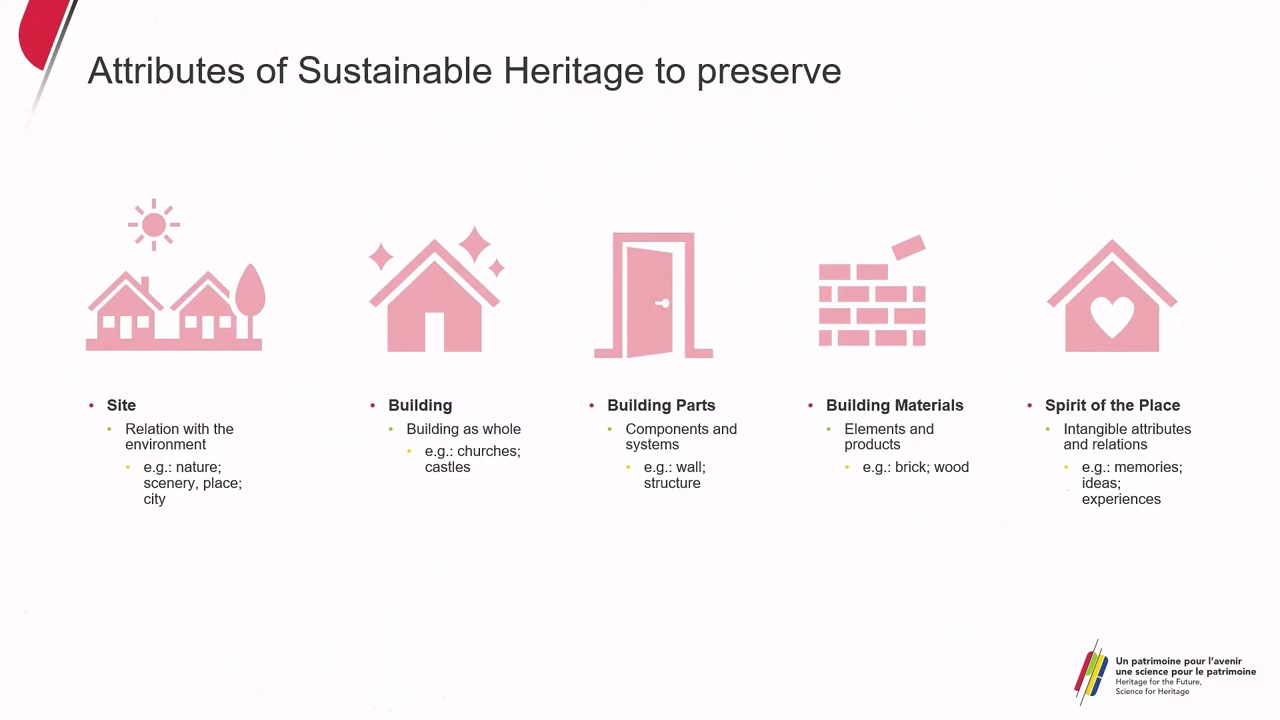 Attributes of Sustainable Heritage to preserve
• Site
• Relation with the
environment
• e.g.: nature;
scenery, place;
city
• Building
• Building as whole
• e.g.: churches;
castles
• Building Parts
• Components and
systems
• e.g.: wall;
structure
• Building Materials
• Elements and
products
• e.g.: brick; wood
• Spirit of the Place
• Intangible attributes
and relations
• e.g.: memories;
ideas;
experiences
Un patrimoine pour l’avenir
une science pour le patrimoine
Heritage for the Future,
Science for Heritage